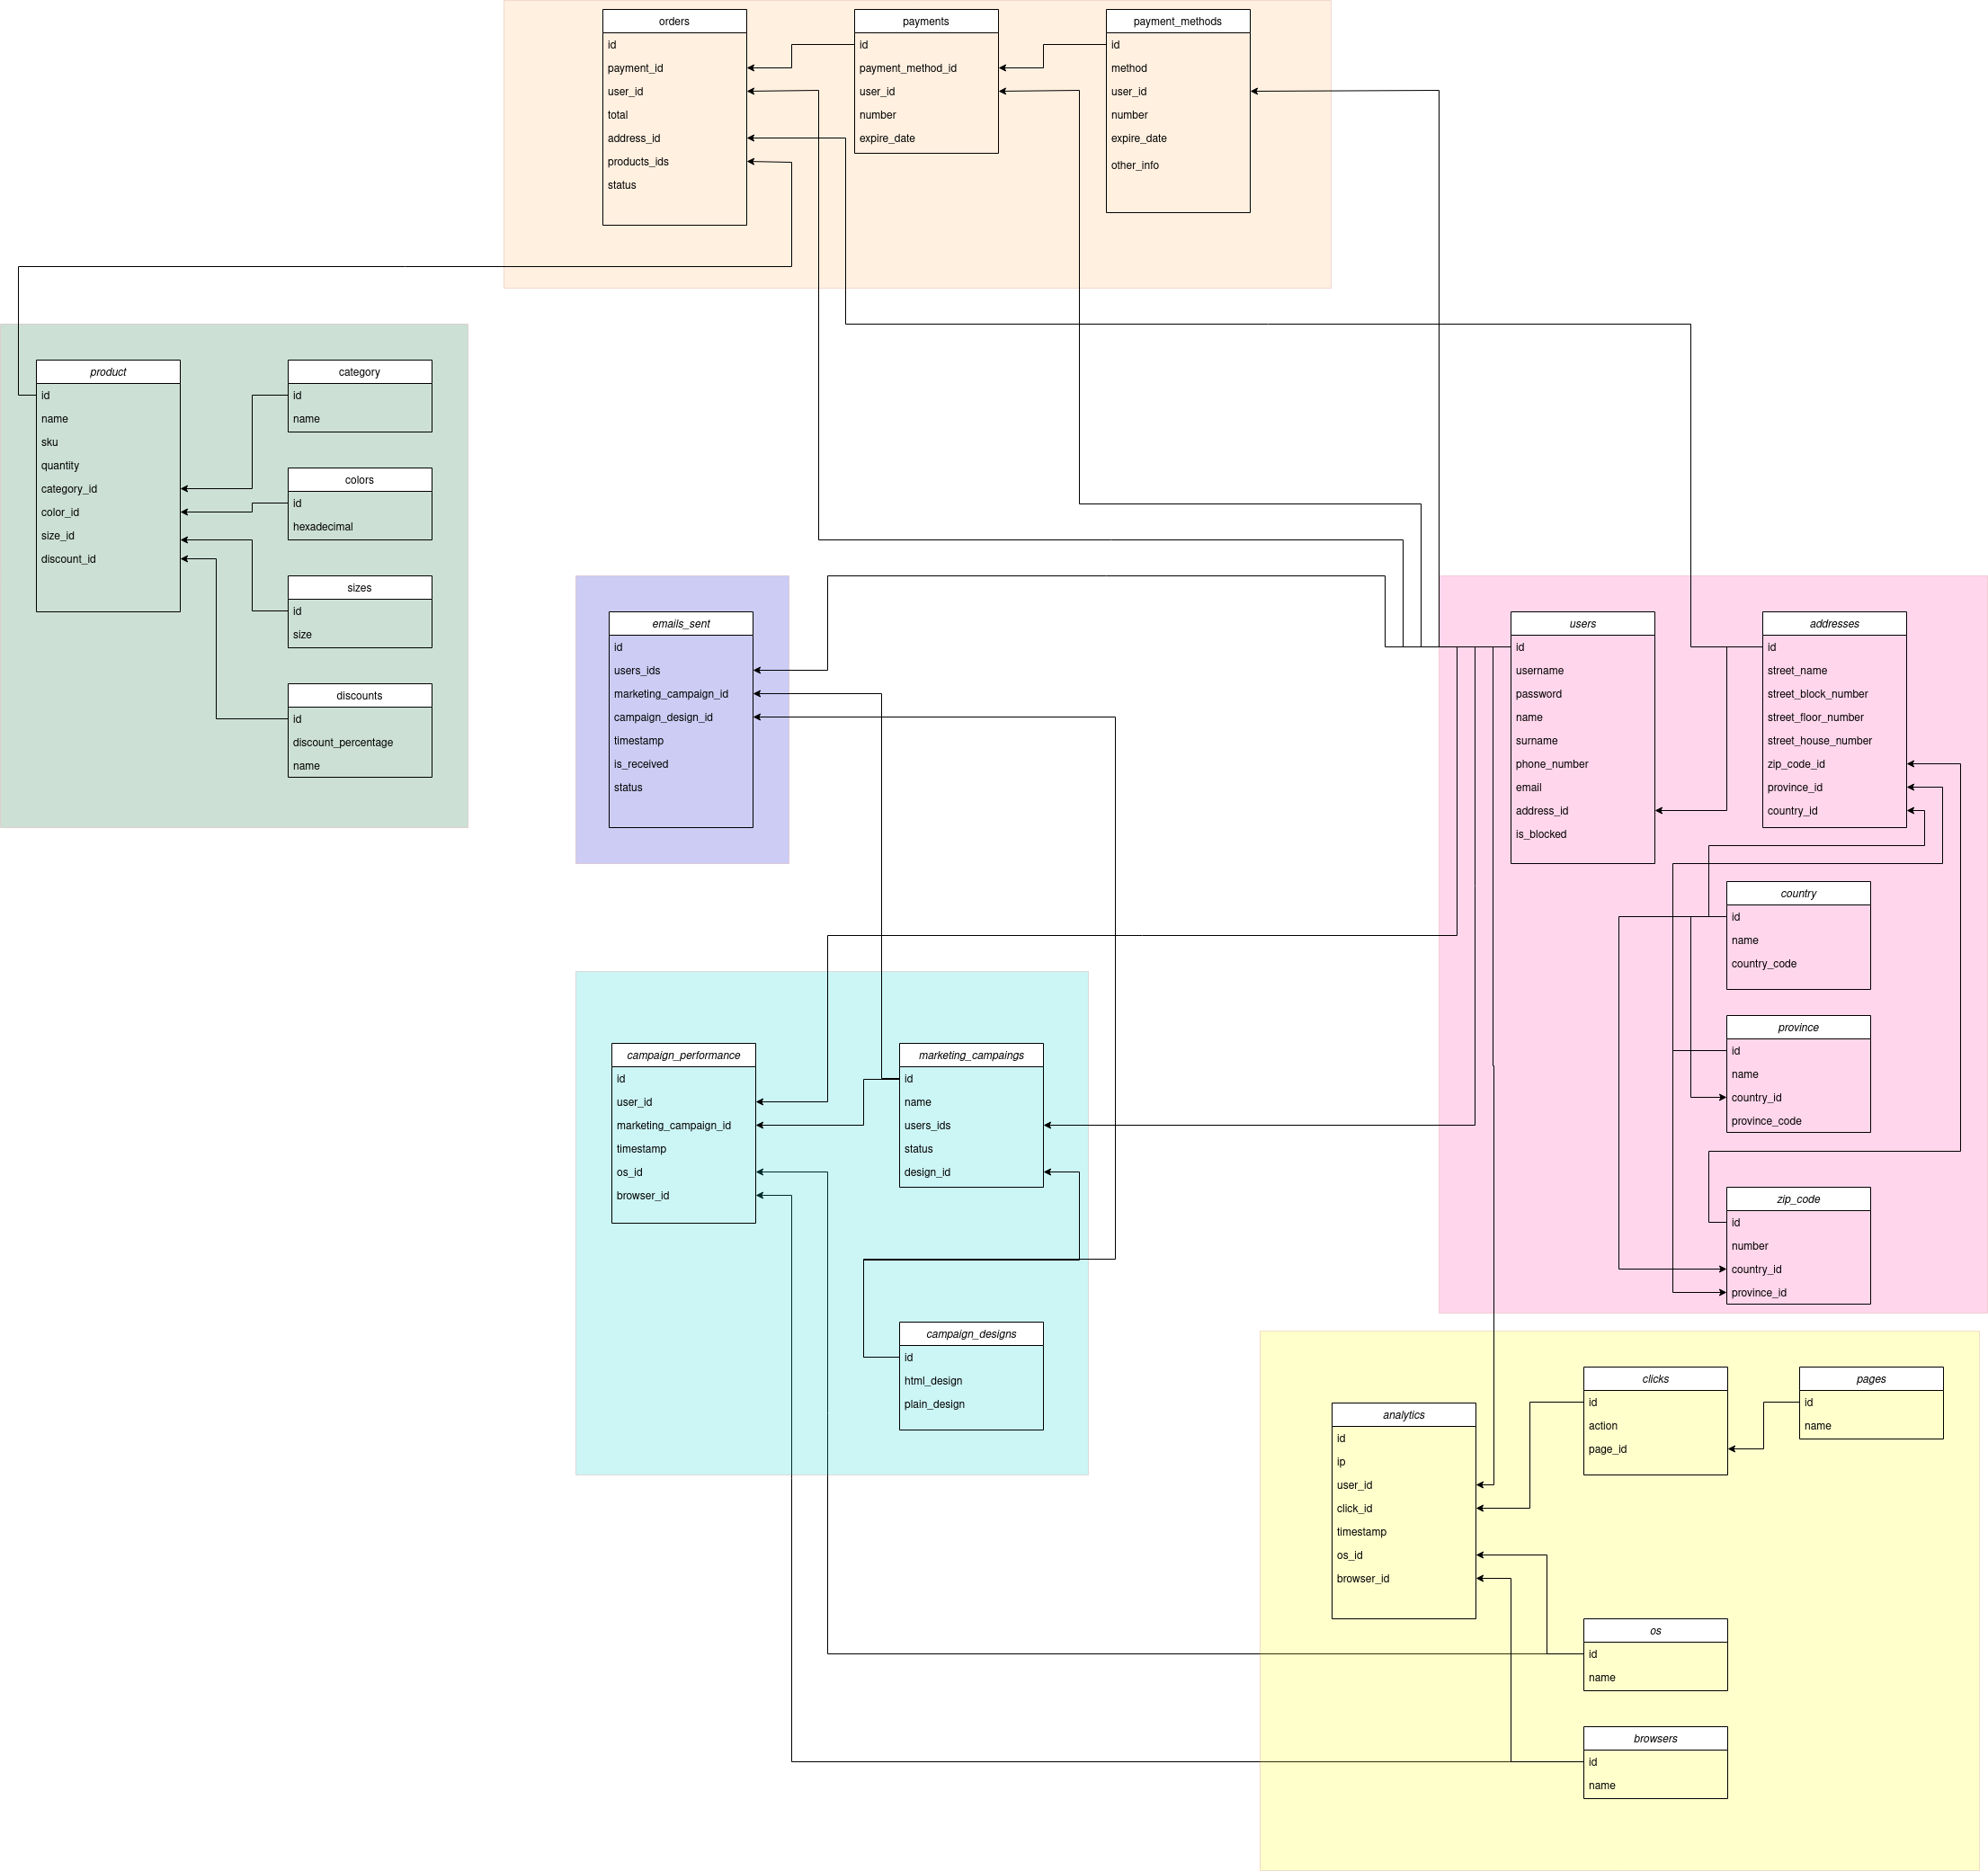 orders
id
payment_id
user_id
total
address_id
products_ids
status
payments
id
payment_method_id
user_id
number
expire_date
payment_methods
id
method
user_id
number
expire_date
other_info
product
id
name
sku
quantity
category_id
color_id
size_id
discount_id
category
id
name
colors
id
hexadecimal
sizes
id
size
discounts
id
discount_percentage
name
emails_sent
id
users_ids
marketing_campaign_id
campaign_design_id
timestamp
is_received
status
users
id
username
password
name
surname
phone_number
email
address_id
is_blocked
addresses
id
street_name
street_block_number
street_floor_number
street_house_number
zip_code_id
province_id
country_id
country
id
name
country_code
province
id
name
country_id
province_code
zip_code
id
number
country_id
province_id
campaign_performance
id
user_id
marketing_campaign_id
timestamp
os_id
browser_id
marketing_campaings
id
name
users_ids
status
design_id
campaign_designs
id
html_design
plain_design
analytics
id
ip
user_id
click_id
timestamp
os_id
browser_id
clicks
id
action
page_id
pages
id
name
os
id
name
browsers
id
name